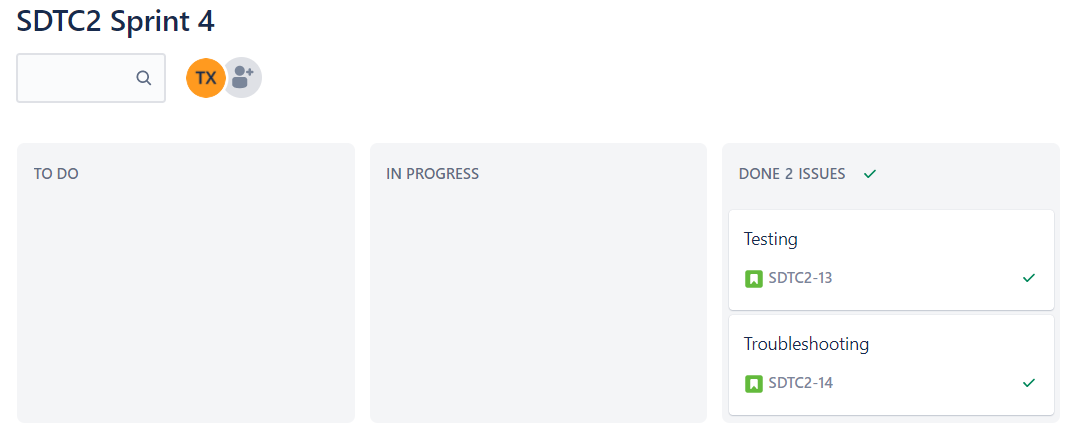 SDTC2 Sprint 4
TX
TO DO
IN PROGRESS
DONE 2 ISSUES
Testing
SDTC2-13
Troubleshooting
SDTC2-14